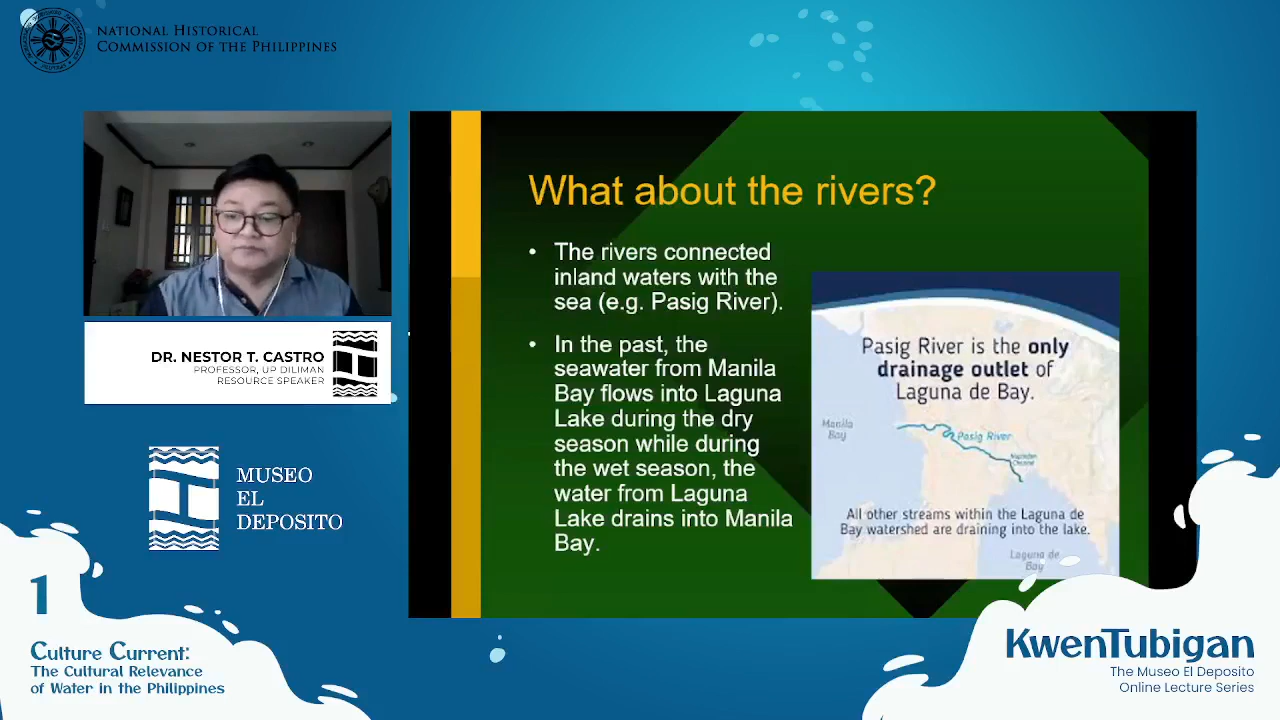 NATIONAL HISTORICAL
COMMISSION OF THE PHILIPPINES
DR. NESTOR T. CASTRO
PROFESSOR, UP DILIMAN
RESOURCE SPEAKER
MUSEO
EL
DEPOSITO
What about the rivers?
• The rivers connected
inland waters with the
sea (e.g. Pasig River).
• In the past, the
seawater from Manila
Bay flows into Laguna
Lake during the dry
season while during
the wet season, the
water from Laguna
Lake drains into Manila
Bay.
Pasig River is the only
drainage outlet of
Laguna de Bay.
Manila
Bay
Pasig River
All other streams within the Laguna de
Bay watershed are draining into the lake.
Laguna de
Bay
1
Culture Current:
The Cultural Relevance
of Water in the Philippines
KwenTubigan
The Museo El Deposito
Online Lecture Series